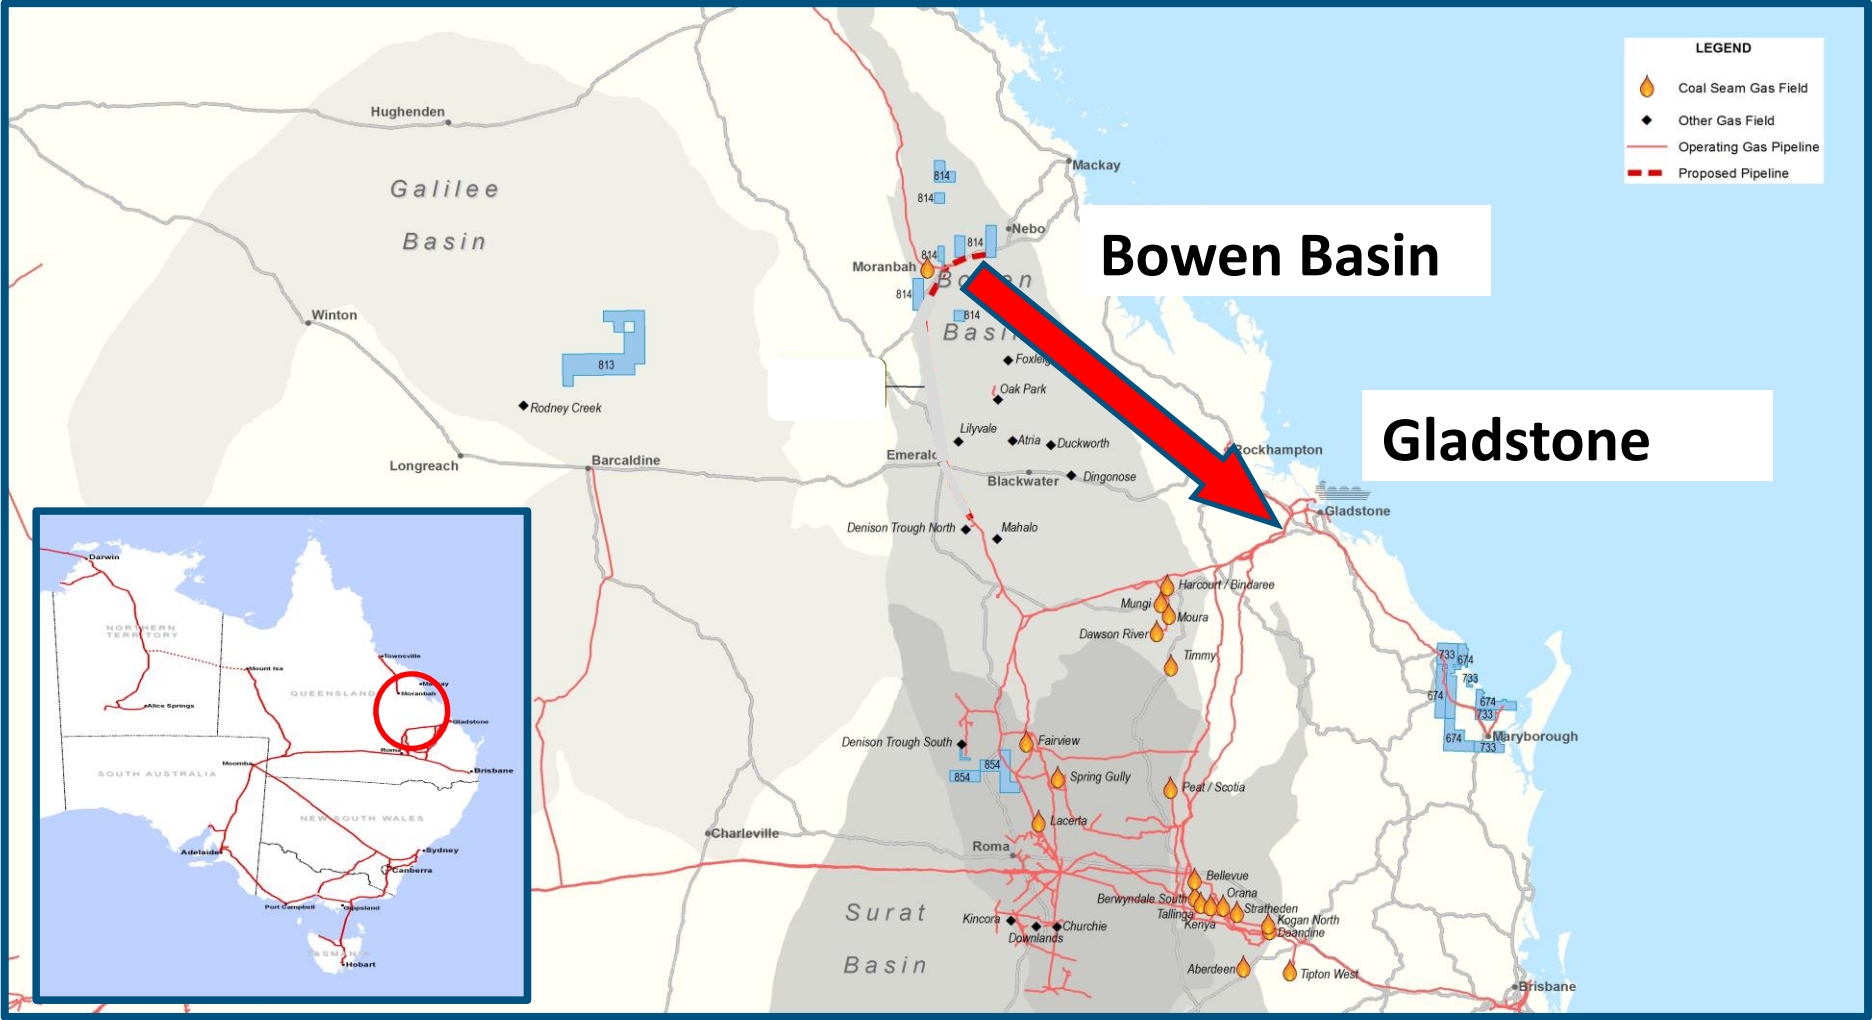 LEGEND
Coal Seam Gas Field
Other Gas Field
Operating Gas Pipeline
Proposed Pipeline
Hughenden
Mackay
Galilee
Basin
814
814
Nebo
814
814
Moranbah
Bowen Basin
814
814
Basin
Winton
813
Rodney Creek
Oak Park
Gladstone
Lilyvale
Atria
Duckworth
Longreach
Barcaldine
Blackwater
Dingonose
Rockhampton
Gladstone
Denison Trough North
Mahalo
Harcourt / Bindaree
Mungi
Moura
Dawson River
Timmy
733
674
733
674
674
733
674
733
Maryborough
Denison Trough South
Fairview
854
854
Spring Gully
Peat / Scotia
Lacerta
Charleville
Roma
Bellevue
Berwyndale South
Orana
Tallinga
Stratheden
Kenya
Kogan North
Daandine
Surat
Basin
Kincora
Churchie
Downlands
Aberdeen
Tipton West
Brisbane
Darwin
NORTHERN
TERRITORY
Townsville
Mount Isa
Mackay
QUEENSLAND
Moranbah
Alice Springs
Gladstone
Roma
Moomba
Brisbane
SOUTH AUSTRALIA
NEW SOUTH WALES
Adelaide
Sydney
Canberra
Port Campbell
Gippsland
TASMANIA
Hobart